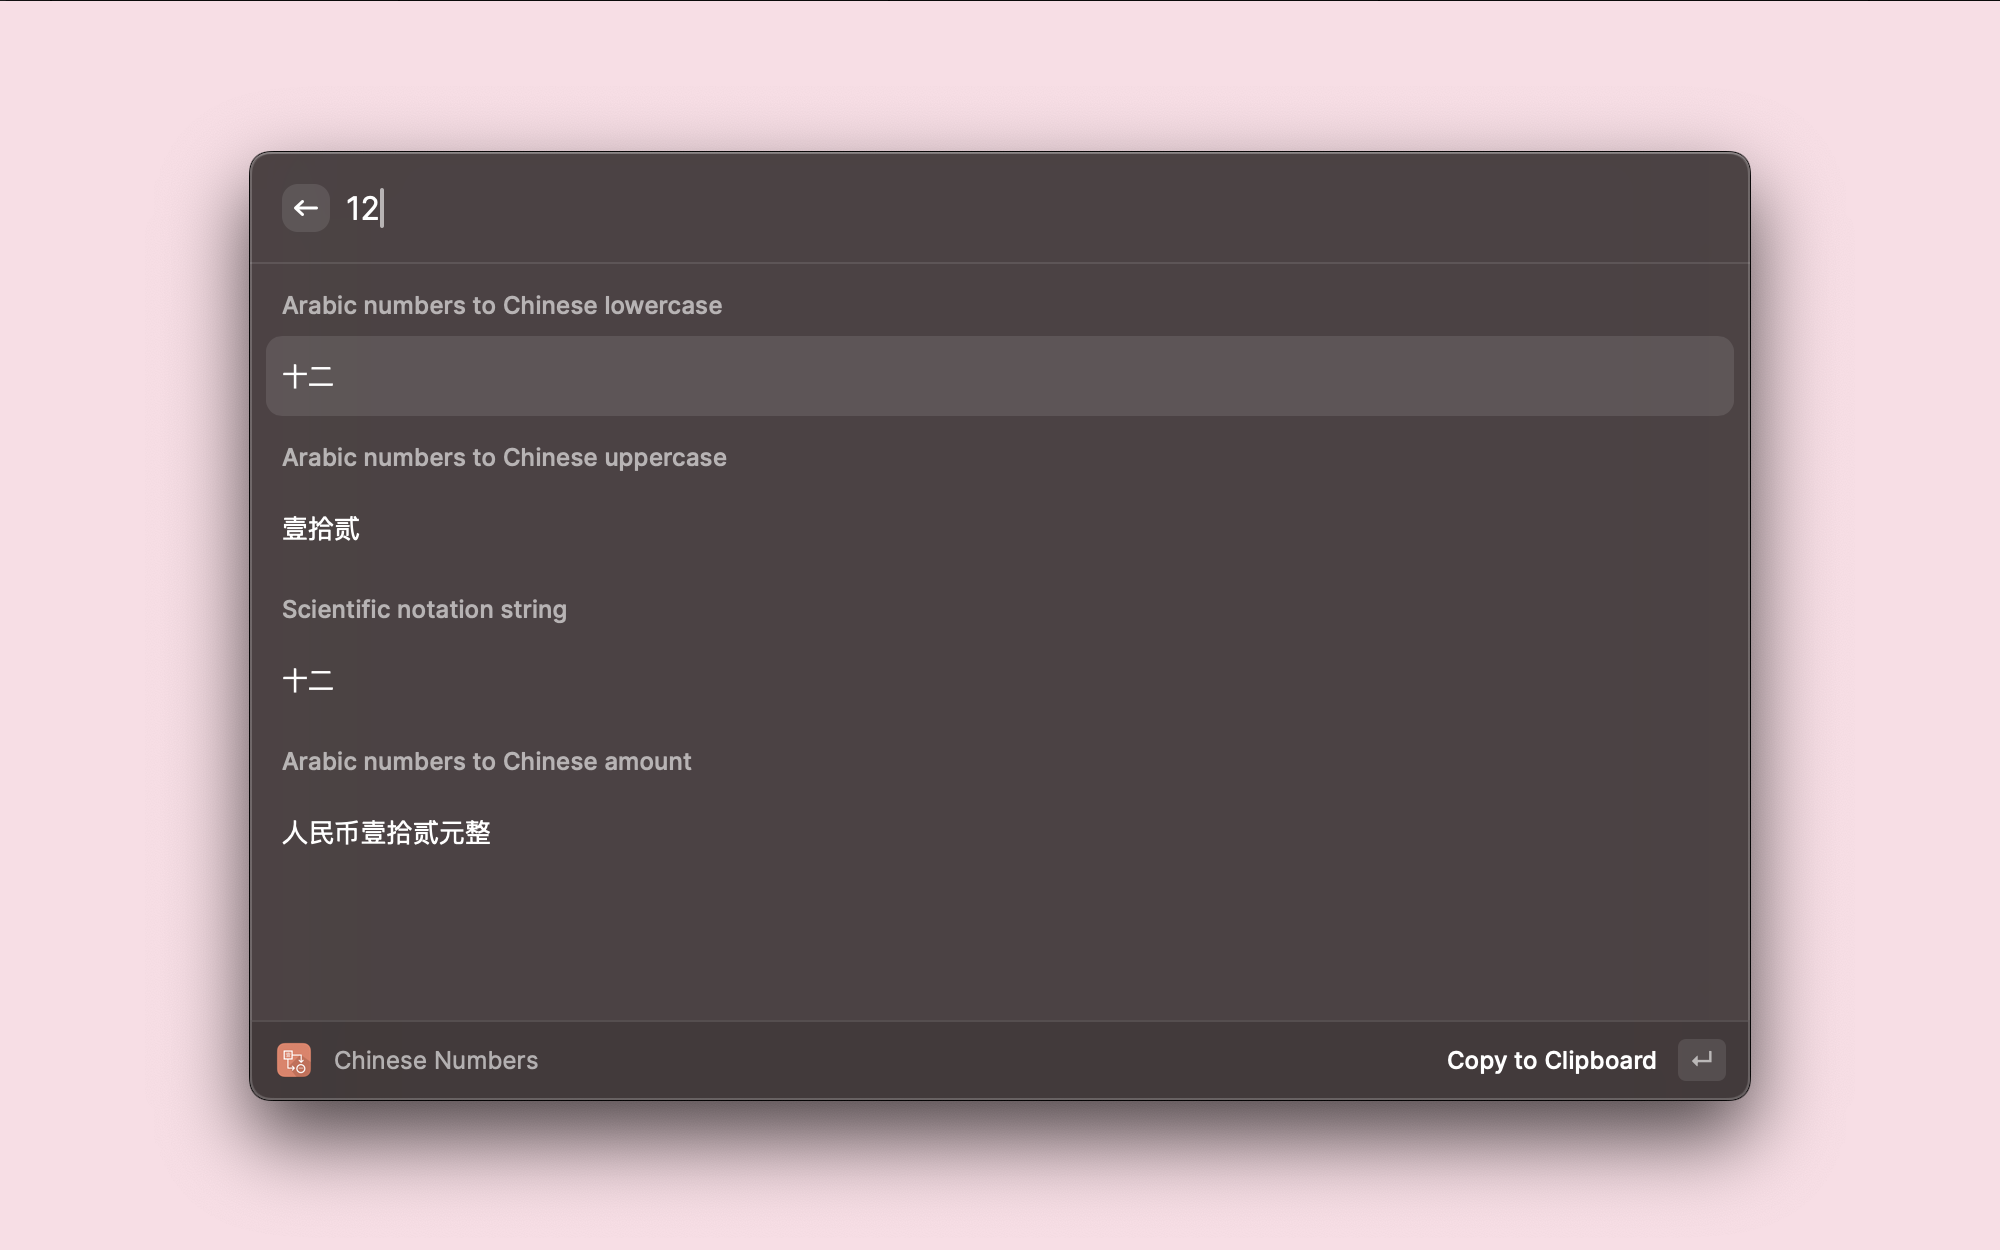 12
Arabic numbers to Chinese lowercase
十二
Arabic numbers to Chinese uppercase
壹拾贰
Scientific notation string
十二
Arabic numbers to Chinese amount
人民币壹拾贰元整
Chinese Numbers
Copy to Clipboard